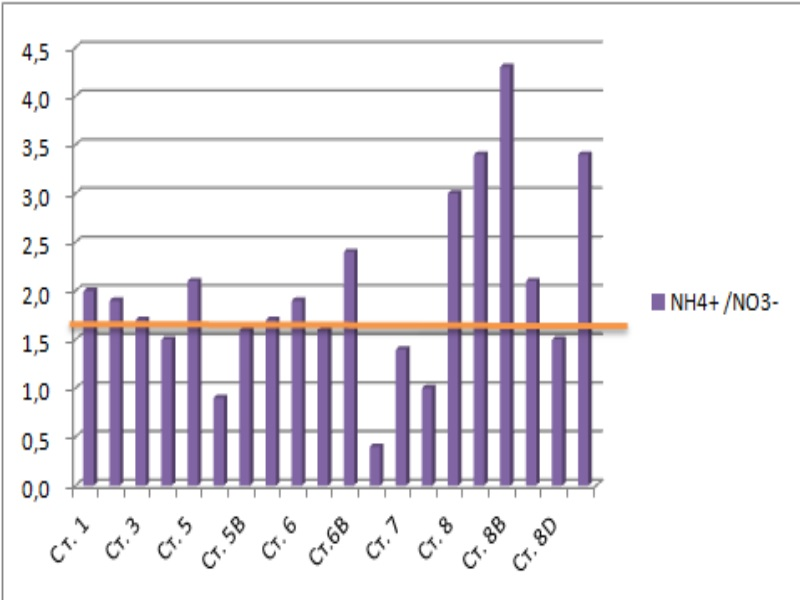 4,5
4,0
3,5
3,0
2,5
2,0
1,5
1,0
0,5
0,0
Ст. 1
Ст. 3
Ст. 5
Ст. 5В
Ст. 6
Ст.6В
Ст. 7
Ст. 8
Ст. 8В
Ст. 8D
NH4+ /NO3-